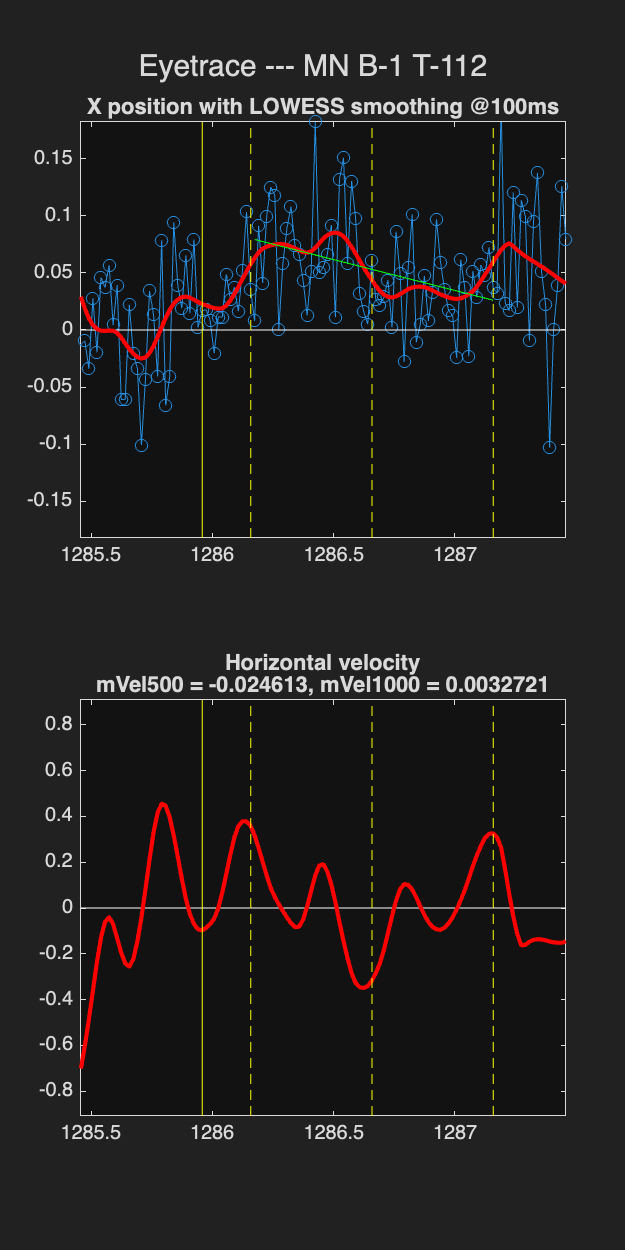 Eyetrace --- MN B-1 T-112
X position with LOWESS smoothing @100ms
0.15
0.1
0.05
0
-0.05
-0.1
-0.15
1285.5 1286 1286.5 1287
Horizontal velocity
mVel500 = -0.024613, mVel1000 = 0.0032721
0.8
0.6
0.4
0.2
0
-0.2
-0.4
-0.6
-0.8
1285.5 1286 1286.5 1287